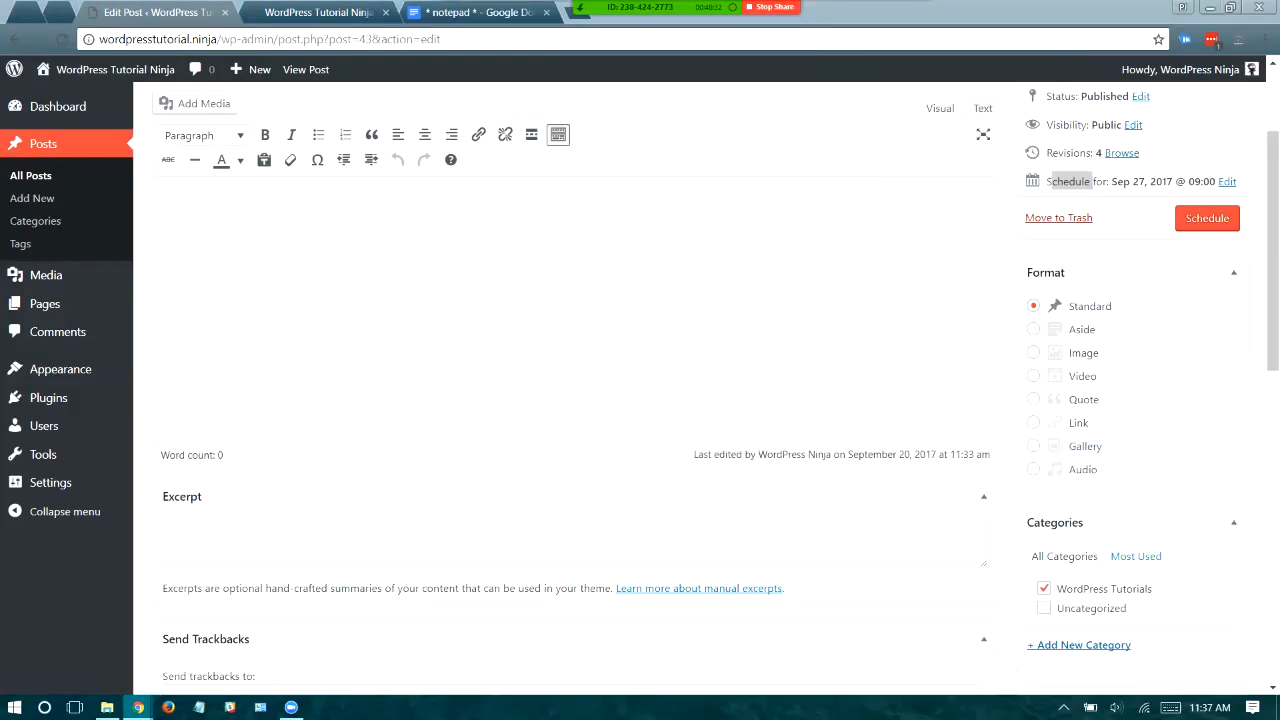 ID: 238-424-2773 00:48:32 Stop Share
Edit Post ‹ WordPress Tut × WordPress Tutorial Ninja × * notepad * - Google Do ×
wordpresstutorial.ninja/wp-admin/post.php?post=43&action=edit
WordPress Tutorial Ninja 0 New View Post Howdy, WordPress Ninja
Dashboard
Posts
All Posts
Add New
Categories
Tags
Media
Pages
Comments
Appearance
Plugins
Users
Tools
Settings
Collapse menu
Add Media
Visual Text
Paragraph
ABC
Word count: 0
Last edited by WordPress Ninja on September 20, 2017 at 11:33 am
Excerpt
Excerpts are optional hand-crafted summaries of your content that can be used in your theme. Learn more about manual excerpts.
Send Trackbacks
Send trackbacks to:
Status: Published Edit
Visibility: Public Edit
Revisions: 4 Browse
Schedule for: Sep 27, 2017 @ 09:00 Edit
Move to Trash
Schedule
Format
Standard
Aside
Image
Video
Quote
Link
Gallery
Audio
Categories
All Categories Most Used
WordPress Tutorials
Uncategorized
+ Add New Category
11:37 AM